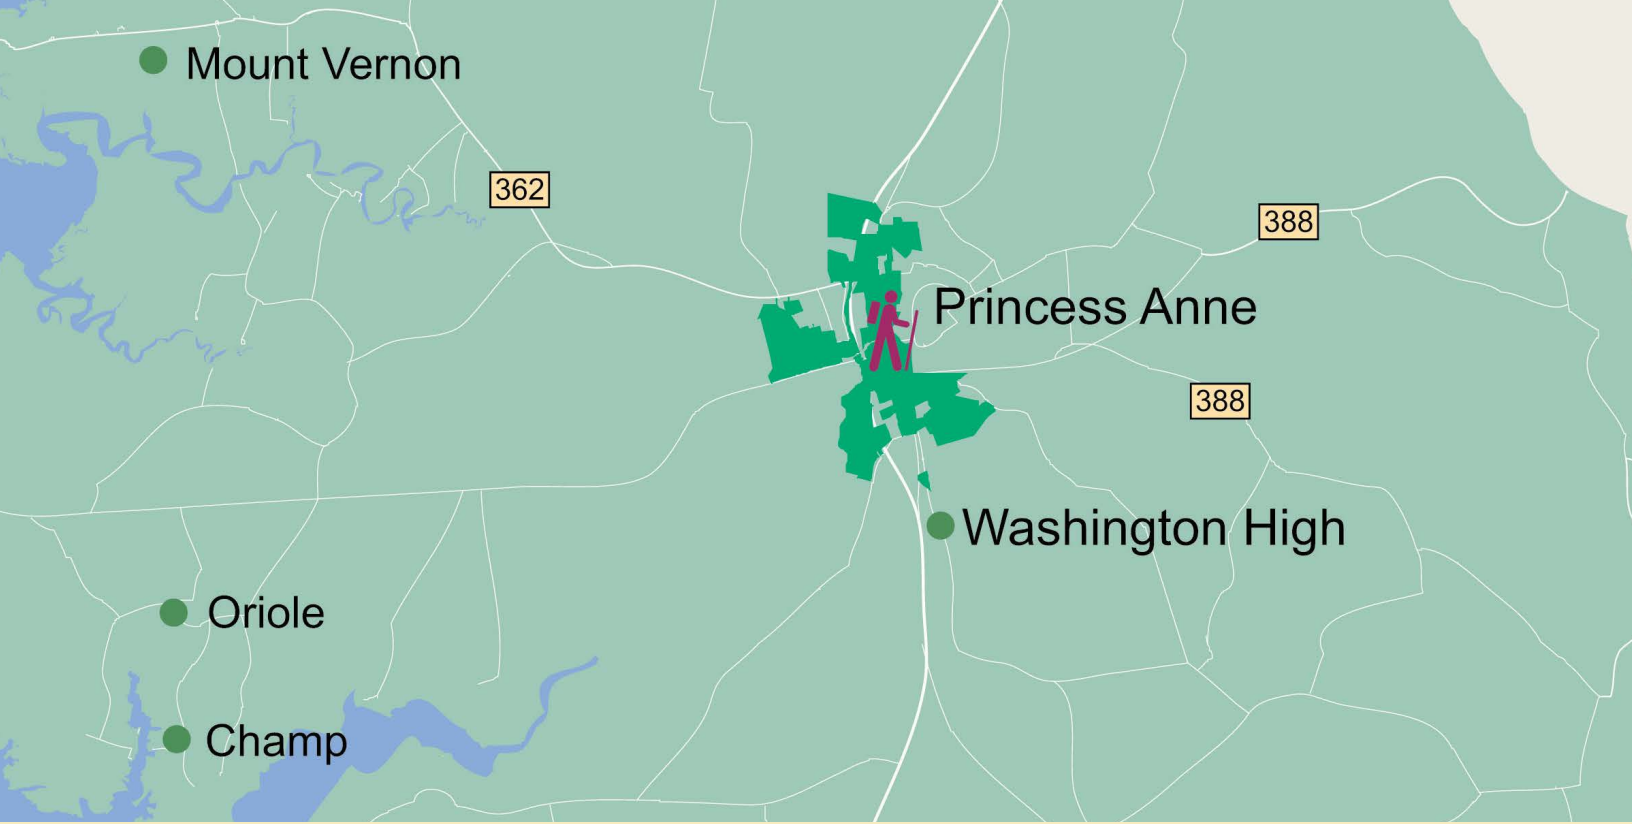 Mount Vernon
362
388
Princess Anne
388
Washington High
Oriole
Champ